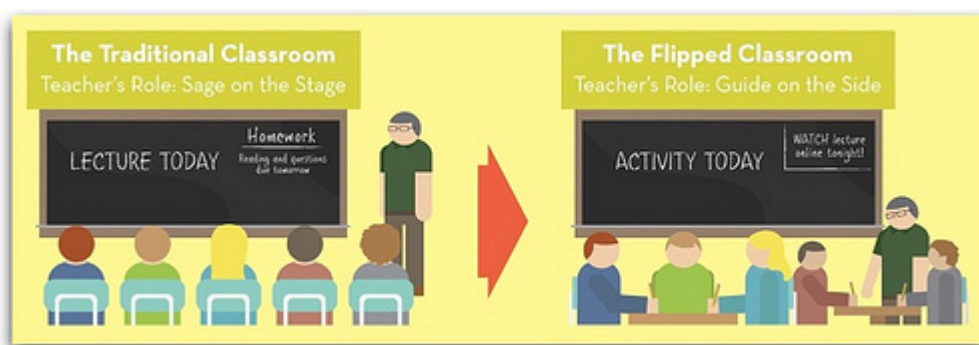 The Traditional Classroom
Teacher's Role: Sage on the Stage
LECTURE TODAY
Homework
Reading and questions
due tomorrow
The Flipped Classroom
Teacher's Role: Guide on the Side
ACTIVITY TODAY
WATCH lecture
online tonight!